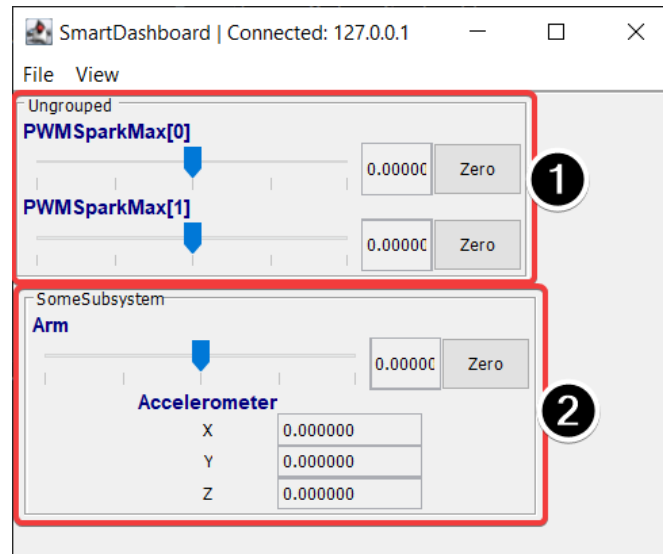 SmartDashboard | Connected: 127.0.0.1
File View
Ungrouped
PWMSparkMax[0]
0.00000 Zero
1
PWMSparkMax[1]
0.00000 Zero
SomeSubsystem
Arm
0.00000 Zero
2
Accelerometer
X 0.000000
Y 0.000000
Z 0.000000